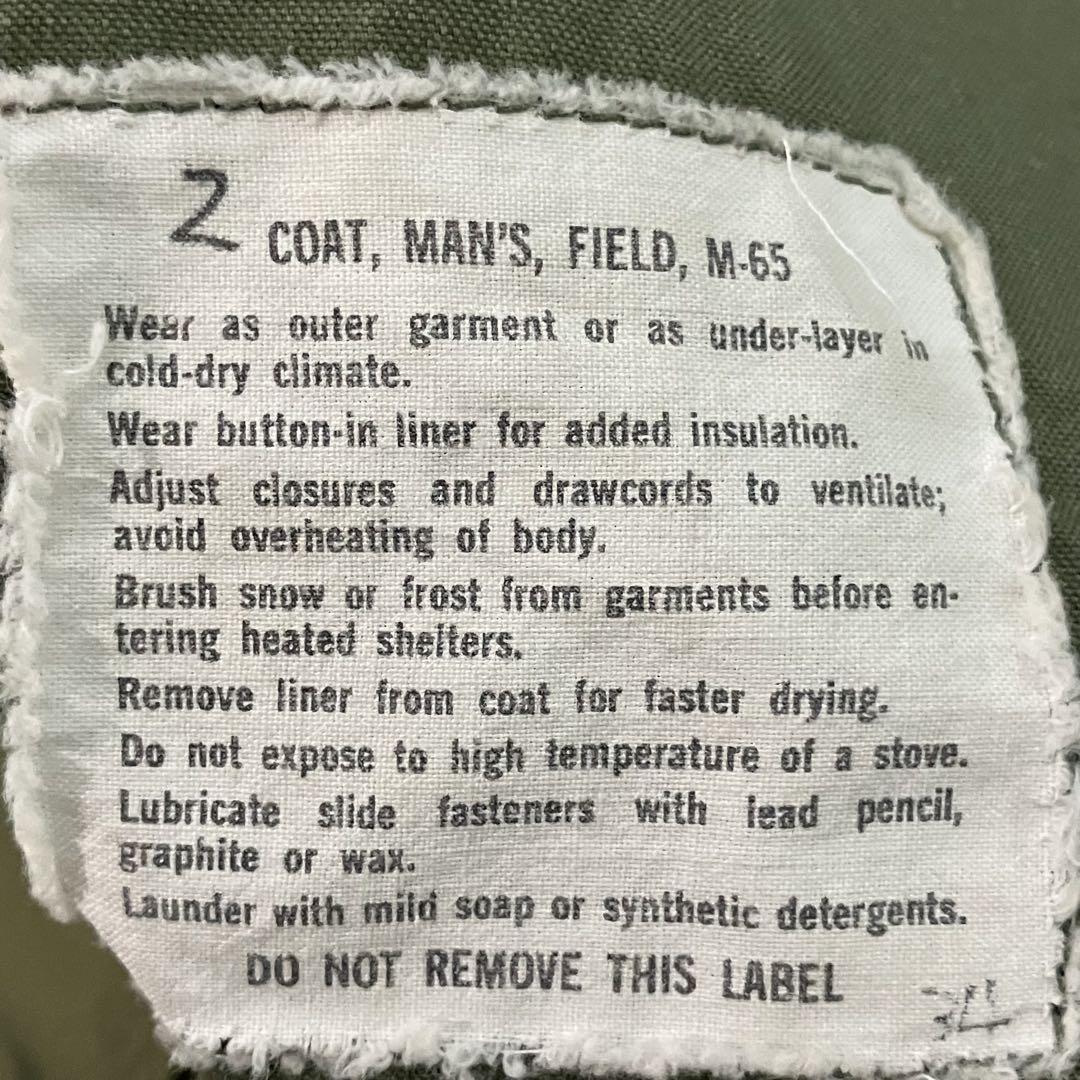 2
COAT, MAN'S, FIELD, M-65
Wear as outer garment or as under-layer in
cold-dry climate.
Wear button-in liner for added insulation.
Adjust closures and drawcords to ventilate;
avoid overheating of body.
Brush snow or frost from garments before en-
tering heated shelters.
Remove liner from coat for faster drying.
Do not expose to high temperature of a stove.
Lubricate slide fasteners with lead pencil,
graphite or wax.
Launder with mild soap or synthetic detergents.
DO NOT REMOVE THIS LABEL